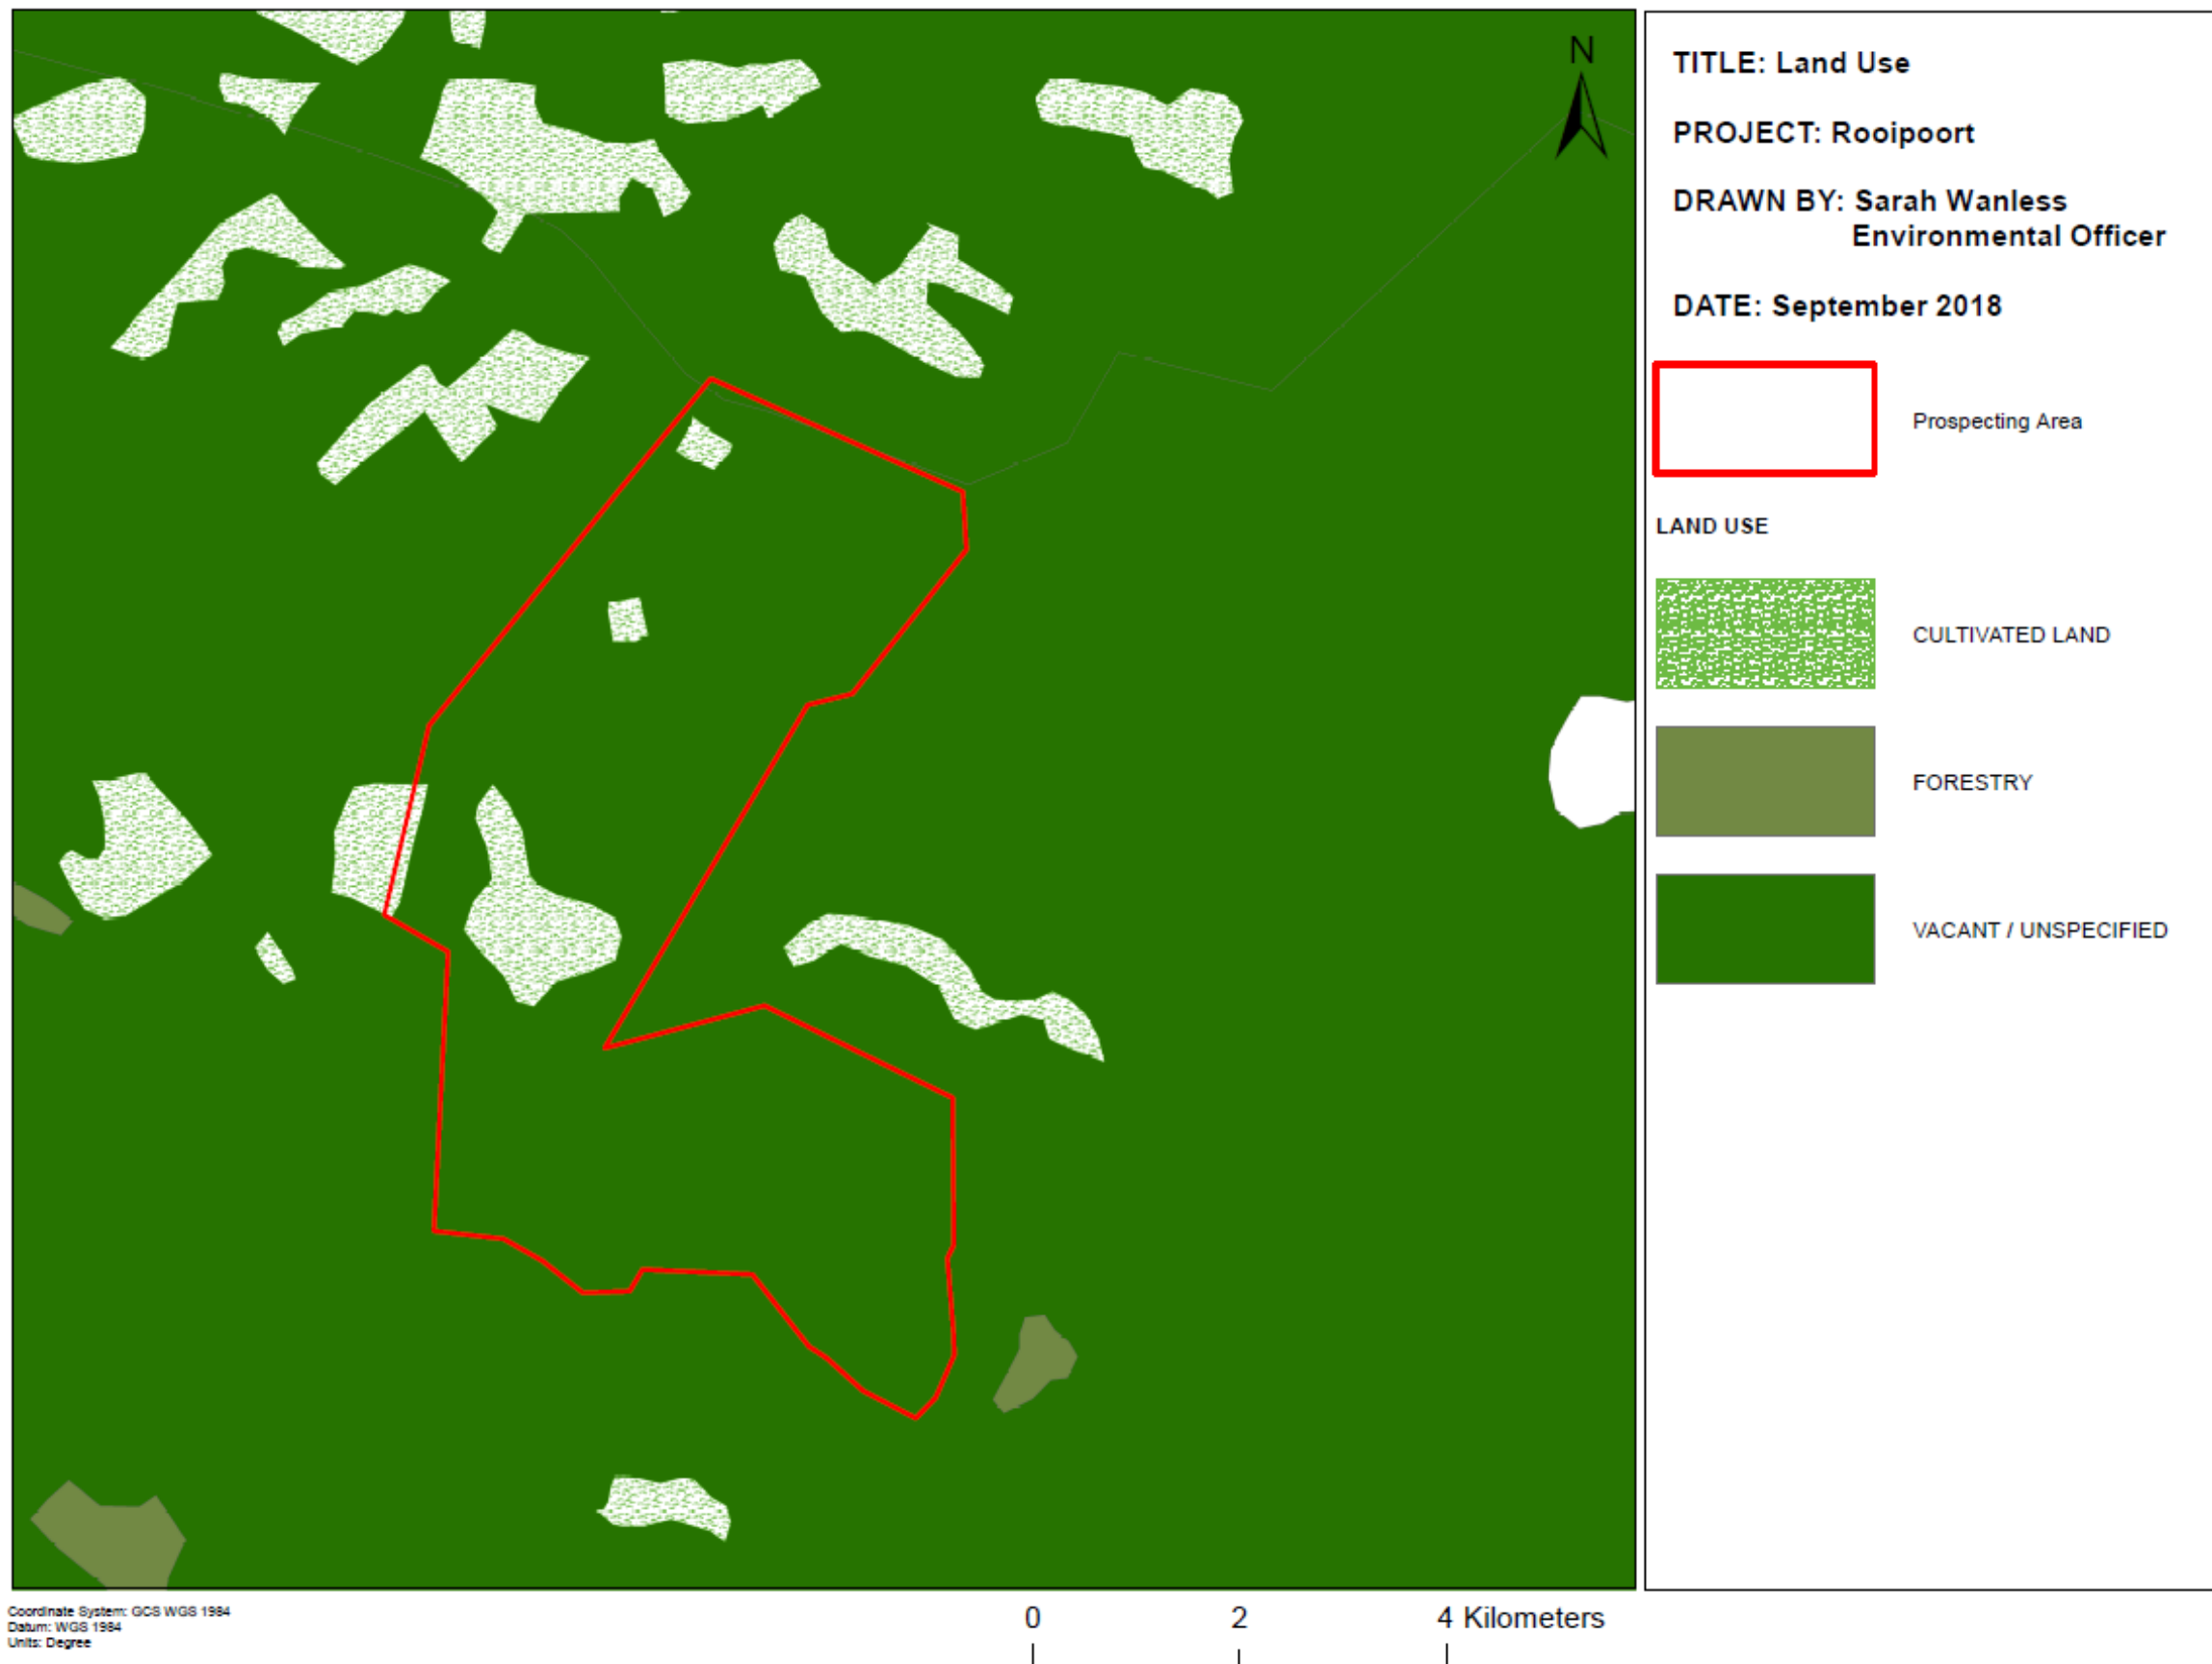 N
TITLE: Land Use
PROJECT: Rooipoort
DRAWN BY: Sarah Wanless
Environmental Officer
DATE: September 2018
Prospecting Area
LAND USE
CULTIVATED LAND
FORESTRY
VACANT / UNSPECIFIED
Coordinate System: GCS WGS 1984
Datum: WGS 1984
Units: Degree
0 2 4 Kilometers